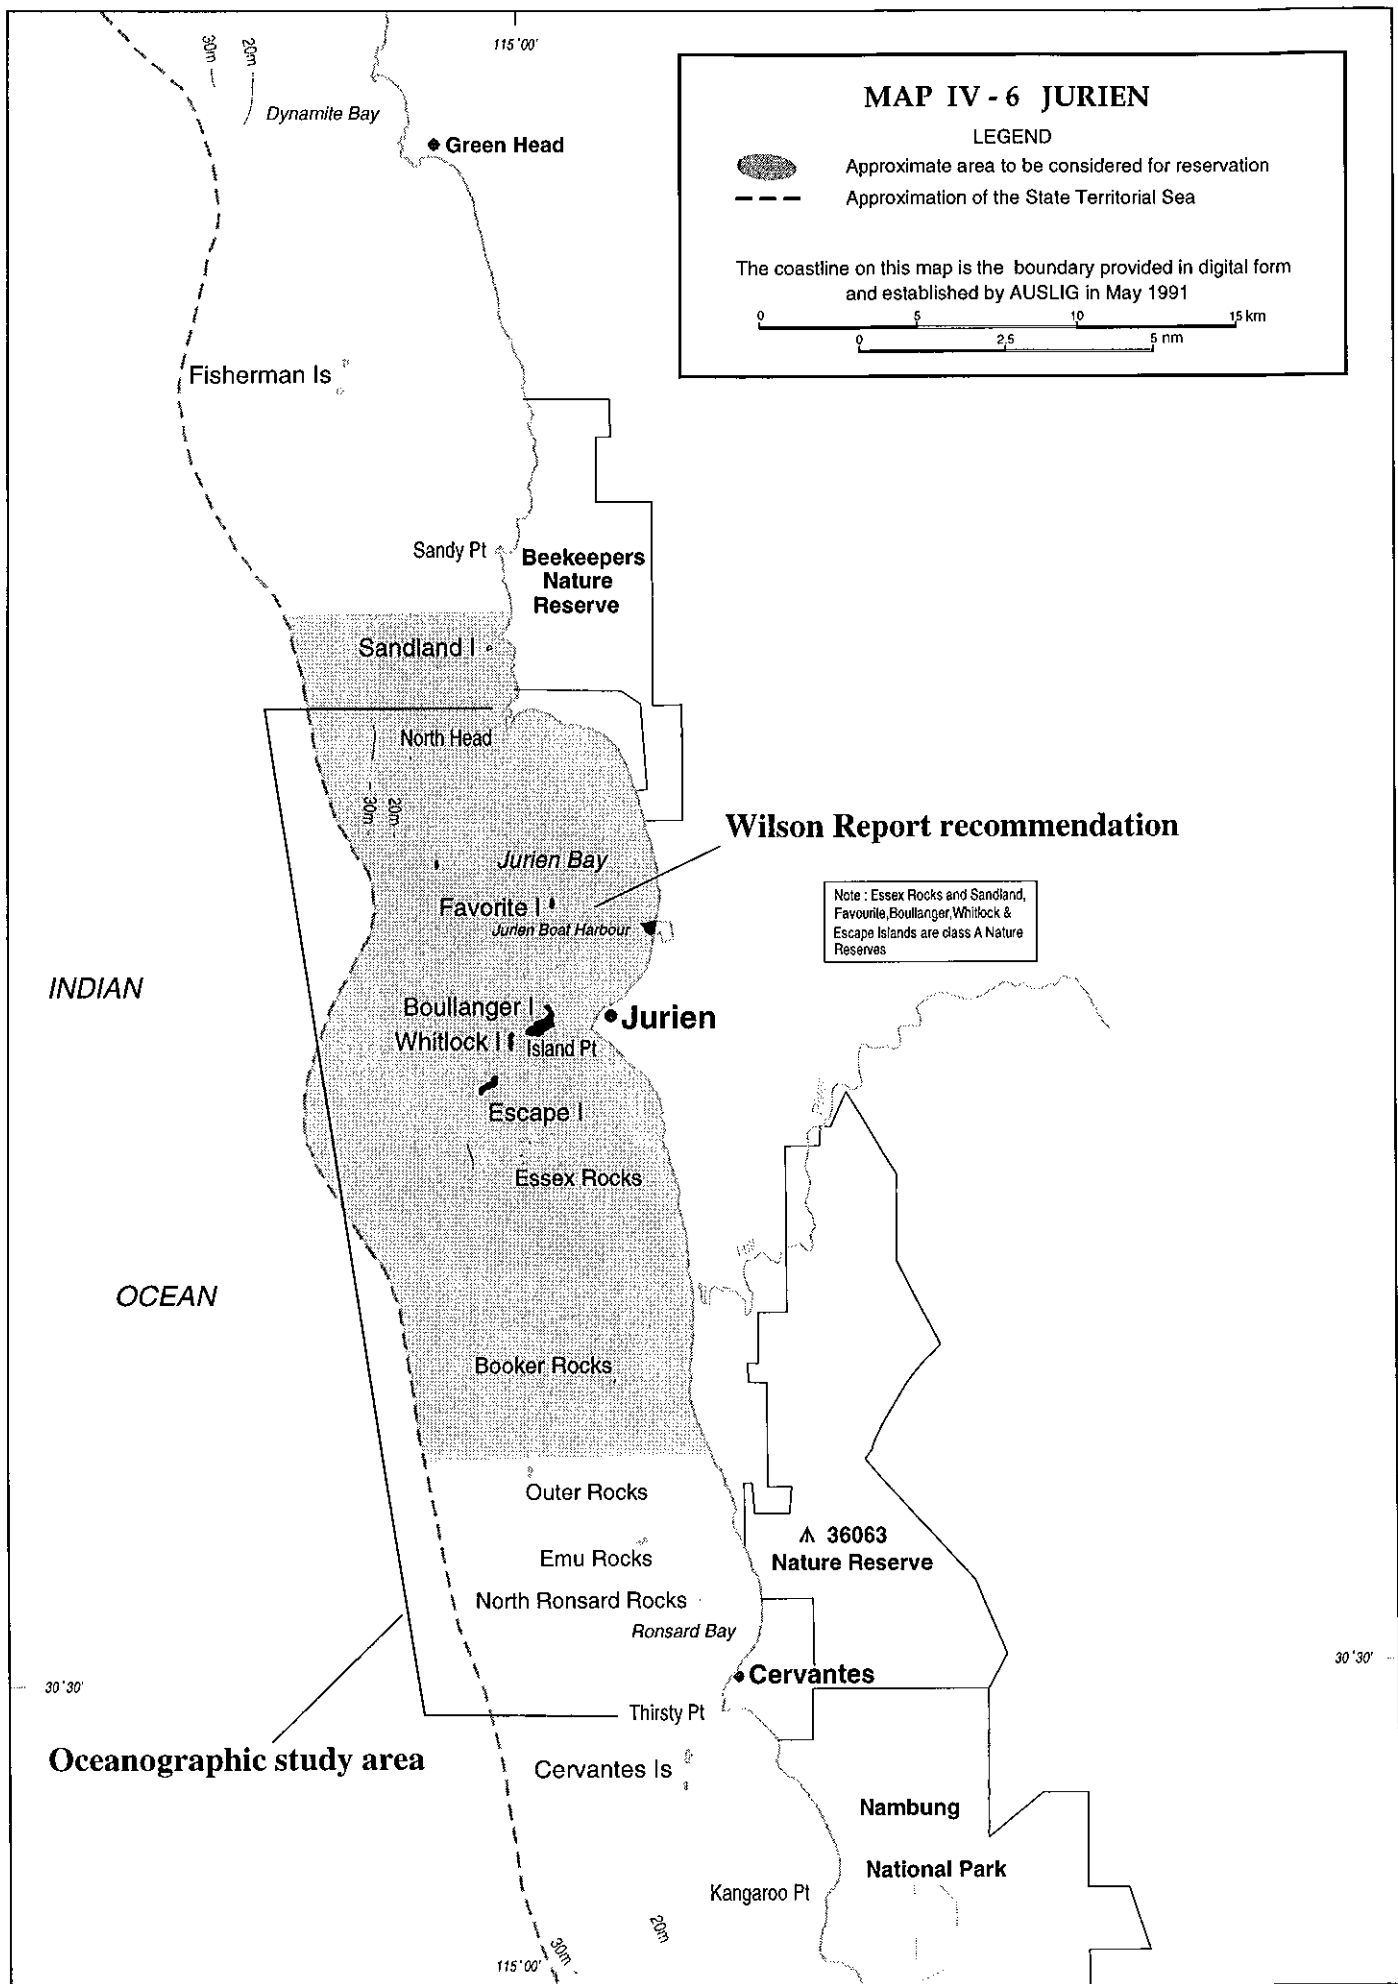 115°00'
30m
20m
Dynamite Bay
Green Head
MAP IV - 6 JURIEN
LEGEND
Approximate area to be considered for reservation
Approximation of the State Territorial Sea
The coastline on this map is the boundary provided in digital form
and established by AUSLIG in May 1991
0 5 10 15 km
0 2.5 5 nm
Fisherman Is
Sandy Pt
Beekeepers
Nature
Reserve
Sandland I
North Head
30m
20m
Wilson Report recommendation
Jurien Bay
Favorite I
Jurien Boat Harbour
Note : Essex Rocks and Sandland,
Favourite,Boullanger,Whitlock &
Escape Islands are class A Nature
Reserves
INDIAN
Boullanger I
Jurien
Whitlock I
Island Pt
Escape I
Essex Rocks
Hill
OCEAN
Booker Rocks
Outer Rocks
36063
Nature Reserve
Emu Rocks
North Ronsard Rocks
Ronsard Bay
30°30'
Cervantes
30°30'
Thirsty Pt
Oceanographic study area
Cervantes Is
Nambung
National Park
Kangaroo Pt
20m
30m
115°00'